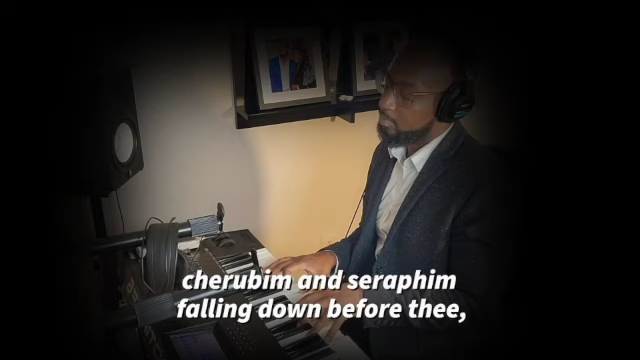 cherubim and seraphim
falling down before thee,